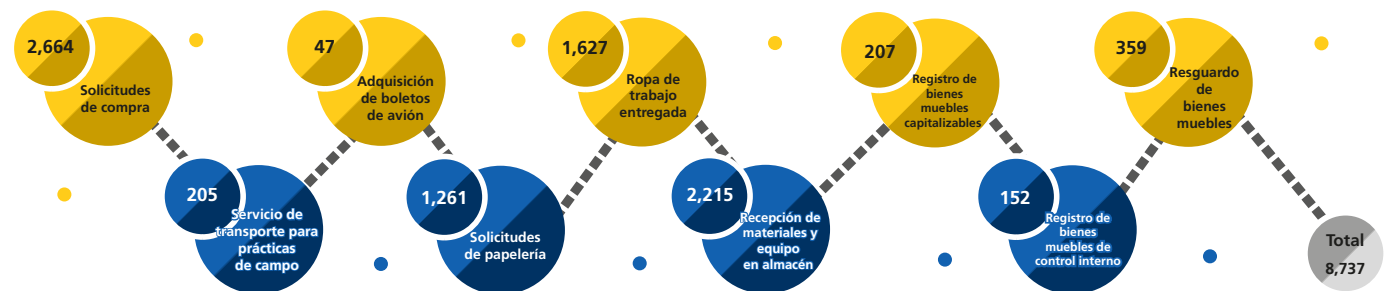 2,664
Solicitudes
de compra
205
Servicio de
transporte para
prácticas
de campo
47
Adquisición
de boletos
de avión
1,261
Solicitudes
de papelería
1,627
Ropa de
trabajo
entregada
2,215
Recepción de
materiales y
equipo
en almacén
207
Registro de
bienes
muebles
capitalizables
152
Registro de
bienes
muebles de
control interno
359
Resguardo
de
bienes
muebles
Total
8,737